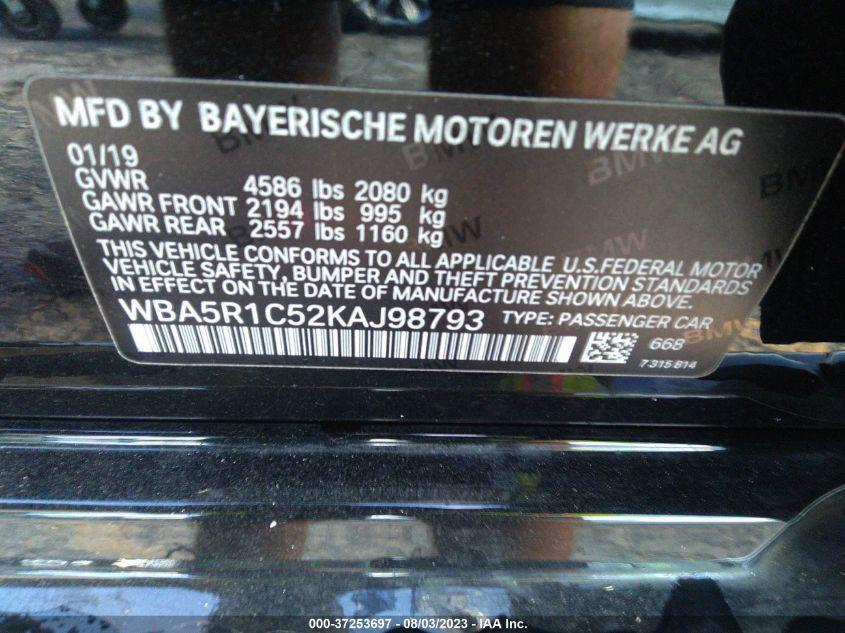 MFD BY BAYERISCHE MOTOREN WERKE AG
01/19
GVWR 4586 lbs 2080 kg
GAWR FRONT 2194 lbs 995 kg
GAWR REAR 2557 lbs 1160 kg
THIS VEHICLE CONFORMS TO ALL APPLICABLE U.S.FEDERAL MOTOR
VEHICLE SAFETY, BUMPER AND THEFT PREVENTION STANDARDS
IN EFFECT ON THE DATE OF MANUFACTURE SHOWN ABOVE.
WBA5R1C52KAJ98793 TYPE: PASSENGER CAR
668
7315814
000-37253697 - 08/03/2023 - IAA Inc.